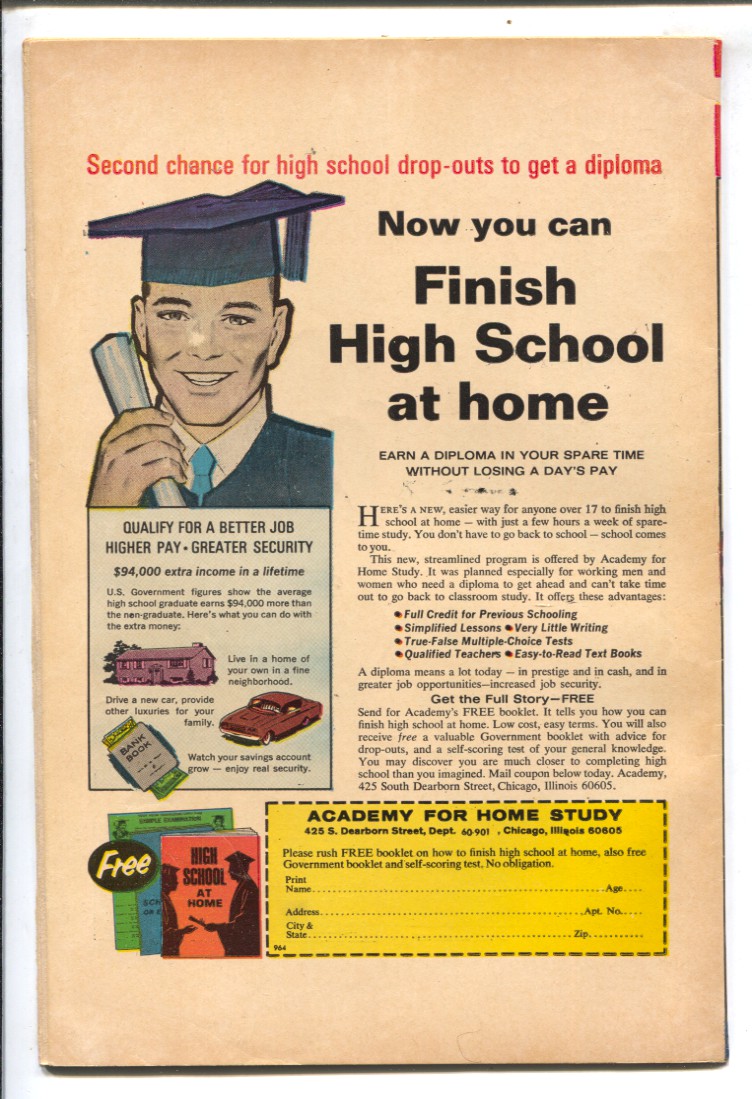 Second chance for high school drop-outs to get a diploma
Now you can
Finish
High School
at home
EARN A DIPLOMA IN YOUR SPARE TIME
WITHOUT LOSING A DAY'S PAY
HERE'S A NEW, easier way for anyone over 17 to finish high
school at home — with just a few hours a week of spare-
time study. You don't have to go back to school — school comes
to you.
This new, streamlined program is offered by Academy for
Home Study. It was planned especially for working men and
women who need a diploma to get ahead and can't take time
out to go back to classroom study. It offers these advantages:
• Full Credit for Previous Schooling
• Simplified Lessons • Very Little Writing
• True-False Multiple-Choice Tests
• Qualified Teachers • Easy-to-Read Text Books
A diploma means a lot today — in prestige and in cash, and in
greater job opportunities—increased job security.
Get the Full Story—FREE
Send for Academy's FREE booklet. It tells you how you can
finish high school at home. Low cost, easy terms. You will also
receive free a valuable Government booklet with advice for
drop-outs, and a self-scoring test of your general knowledge.
You may discover you are much closer to completing high
school than you imagined. Mail coupon below today. Academy,
425 South Dearborn Street, Chicago, Illinois 60605.
QUALIFY FOR A BETTER JOB
HIGHER PAY • GREATER SECURITY
$94,000 extra income in a lifetime
U.S. Government figures show the average
high school graduate earns $94,000 more than
the non-graduate. Here's what you can do with
the extra money:
Live in a home of
your own in a fine
neighborhood.
Drive a new car, provide
other luxuries for your
family.
BANK
BOOK
Watch your savings account
grow — enjoy real security.
Free
SAMPLE EXAMINATION
HIGH
SCHOOL
AT
HOME
ACADEMY FOR HOME STUDY
425 S. Dearborn Street, Dept. 60-901 , Chicago, Illinois 60605
Please rush FREE booklet on how to finish high school at home, also free
Government booklet and self-scoring test. No obligation.
Print
Name..........Age....
Address..........Apt. No.....
City &
State..........Zip..........
964